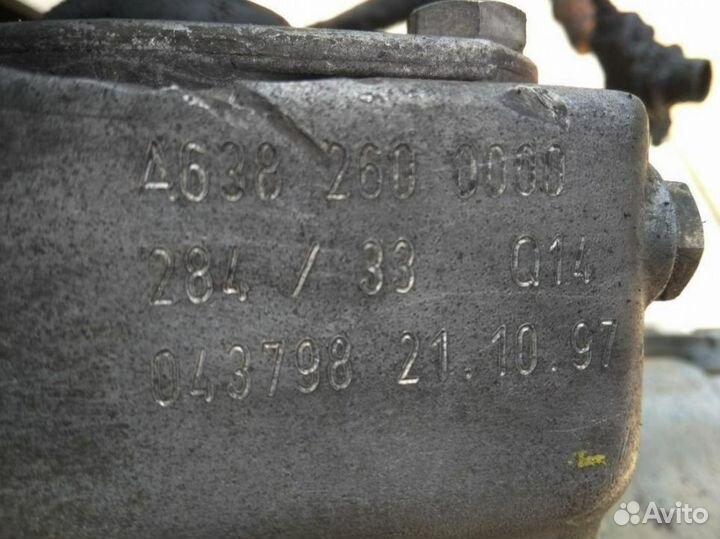 A638 260 0000
284 / 33 Q14
043798 21.10.97
Avito